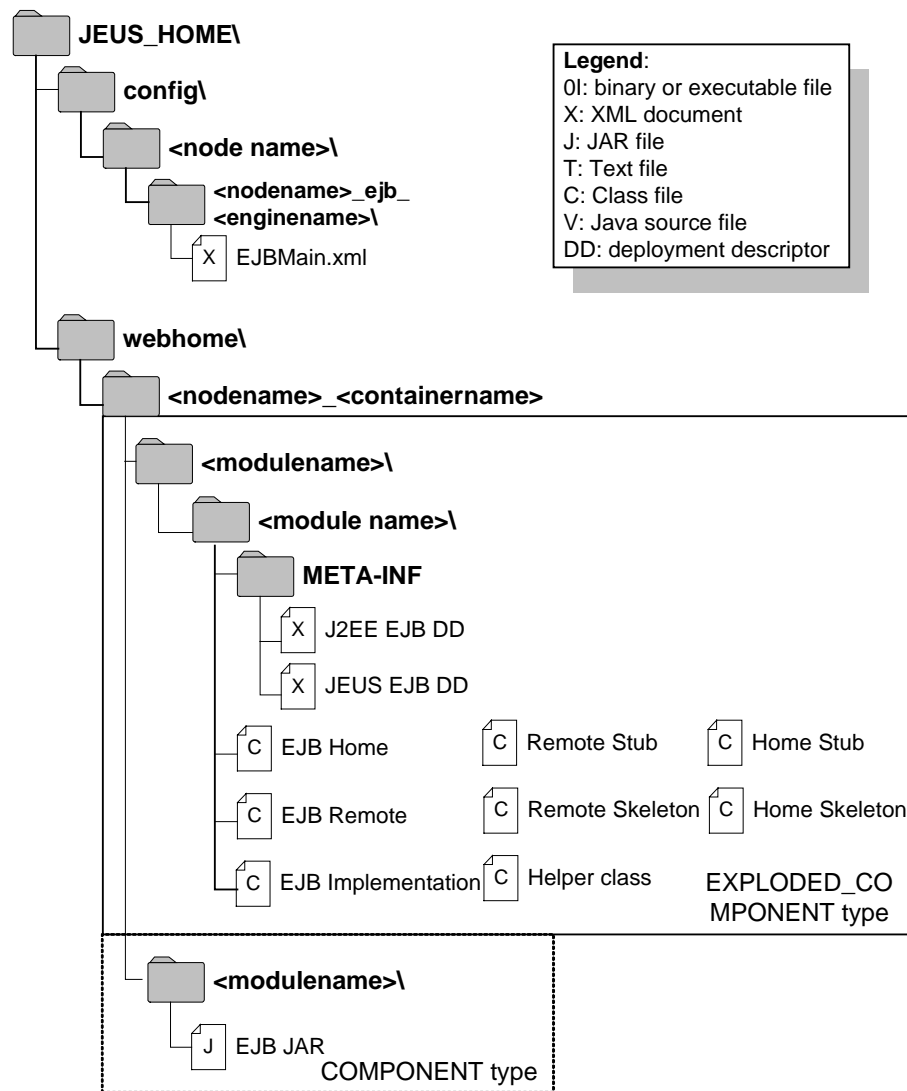 JEUS_HOME\
config\
<node name>\
<nodename>_ejb_
<enginename>\
X EJBMain.xml
Legend:
0I: binary or executable file
X: XML document
J: JAR file
T: Text file
C: Class file
V: Java source file
DD: deployment descriptor
webhome\
<nodename>_<containername>
<modulename>\
<module name>\
META-INF
X J2EE EJB DD
X JEUS EJB DD
C EJB Home C Remote Stub C Home Stub
C EJB Remote C Remote Skeleton C Home Skeleton
C EJB Implementation C Helper class
EXPLODED_CO
MPONENT type
<modulename>\
J EJB JAR
COMPONENT type